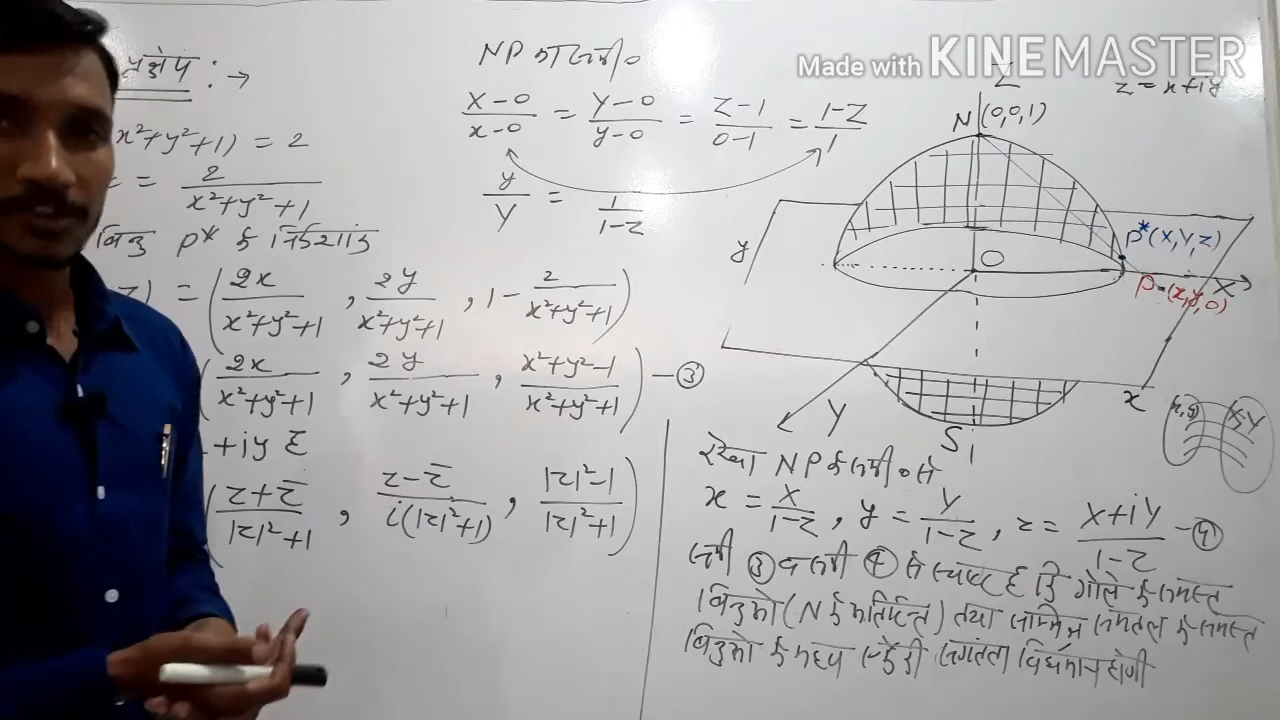 Made with KINEMASTER
प्रक्षेप : →
x²+y²+1) = 2
= 2/(x²+y²+1)
बिन्दु P* के निर्देशांक
z) = (2x/(x²+y²+1), 2y/(x²+y²+1), 1 - 2/(x²+y²+1))
(2x/(x²+y²+1), 2y/(x²+y²+1), (x²+y²-1)/(x²+y²+1)) — ③
+iy है
((z+z̄)/(|z|²+1), (z-z̄)/(i(|z|²+1)), (|z|²-1)/(|z|²+1))
NP का समी०
(X-0)/(x-0) = (Y-0)/(y-0) = (Z-1)/(0-1) = (1-Z)/1
y/Y = 1/(1-Z)
Z
z = x+iy
N (0,0,1)
P*(X,Y,Z)
y
O
P (x,y,0)
X
x
Y
S
(x,y) X,Y
रेखा NP के समी० से
x = X/(1-Z), y = Y/(1-Z), z = (X+iY)/(1-Z) — ④
समी ③ व समी ④ से स्पष्ट है कि गोले के समस्त
बिन्दुओ (N के अतिरिक्त) तथा सम्मिश्र समतल के समस्त
बिन्दुओ के मध्य एकैकी संगतता विद्यमान होगी